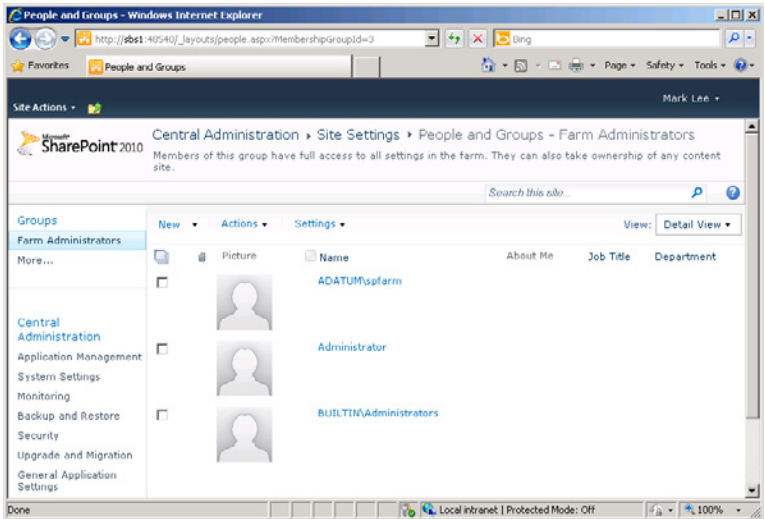 People and Groups - Windows Internet Explorer
http://sbs1:40540/_layouts/people.aspx?MembershipGroupId=3
Bing
Favorites
People and Groups
Page
Safety
Tools
Site Actions
Mark Lee
Microsoft
SharePoint 2010
Central Administration
Site Settings
People and Groups - Farm Administrators
Members of this group have full access to all settings in the farm. They can also take ownership of any content
site.
Search this site...
Groups
Farm Administrators
More...
New
Actions
Settings
View:
Detail View
Picture
Name
About Me
Job Title
Department
ADATUM\spfarm
Administrator
BUILTIN\Administrators
Central
Administration
Application Management
System Settings
Monitoring
Backup and Restore
Security
Upgrade and Migration
General Application
Settings
Done
Local intranet | Protected Mode: Off
100%